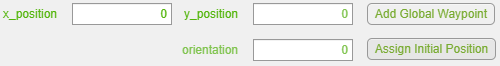 x_position 0 y_position 0 Add Global Waypoint
orientation 0 Assign Initial Position